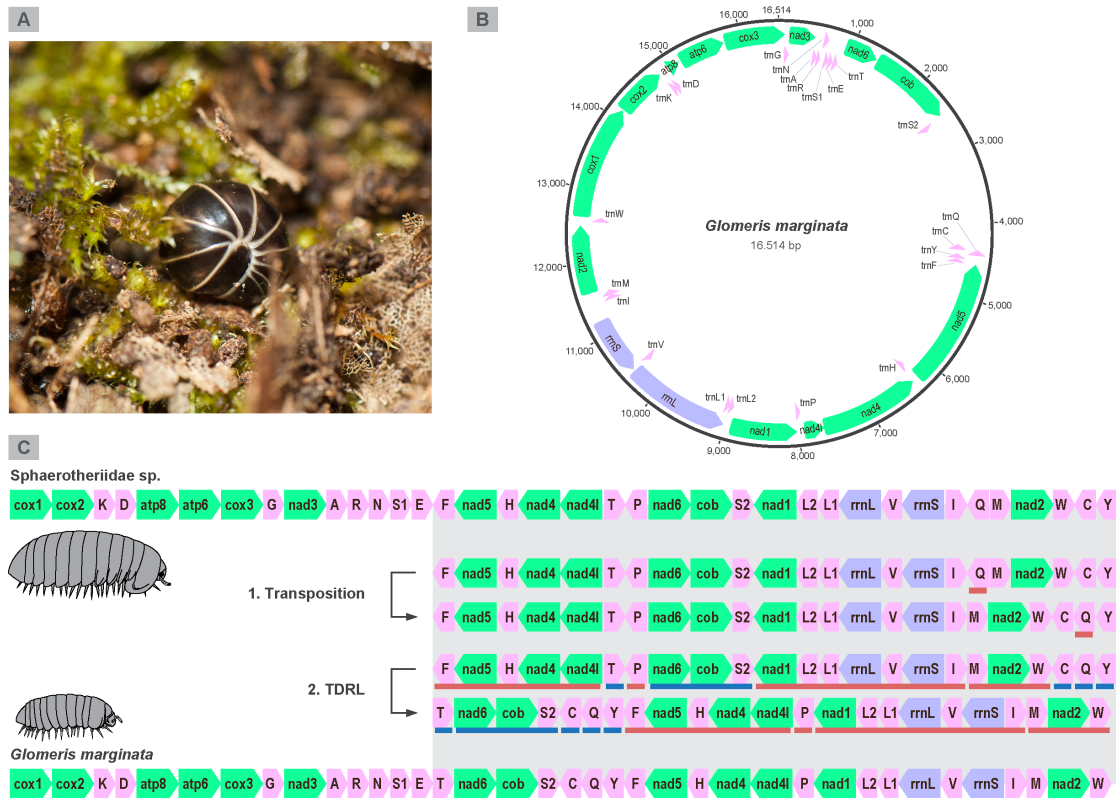 A
B
16,514
16,000
1,000
15,000
2,000
14,000
3,000
13,000
4,000
12,000
5,000
11,000
6,000
10,000
7,000
9,000
8,000
cox3
nad3
nad6
cob
atp6
atp8
cox2
cox1
nad2
rrnS
rrnL
nad1
nad4l
nad4
nad5
trnG
trnN
trnA
trnR
trnS1
trnE
trnT
trnD
trnK
trnS2
trnW
trnQ
trnC
trnY
trnF
trnM
trnI
trnV
trnH
trnL1
trnL2
trnP
Glomeris marginata
16,514 bp
C
Sphaerotheriidae sp.
cox1 cox2 K D atp8 atp6 cox3 G nad3 A R N S1 E F nad5 H nad4 nad4l T P nad6 cob S2 nad1 L2 L1 rrnL V rrnS I Q M nad2 W C Y
F nad5 H nad4 nad4l T P nad6 cob S2 nad1 L2 L1 rrnL V rrnS I Q M nad2 W C Y
1. Transposition
F nad5 H nad4 nad4l T P nad6 cob S2 nad1 L2 L1 rrnL V rrnS I M nad2 W C Q Y
F nad5 H nad4 nad4l T P nad6 cob S2 nad1 L2 L1 rrnL V rrnS I M nad2 W C Q Y
2. TDRL
T nad6 cob S2 C Q Y F nad5 H nad4 nad4l P nad1 L2 L1 rrnL V rrnS I M nad2 W
Glomeris marginata
cox1 cox2 K D atp8 atp6 cox3 G nad3 A R N S1 E T nad6 cob S2 C Q Y F nad5 H nad4 nad4l P nad1 L2 L1 rrnL V rrnS I M nad2 W